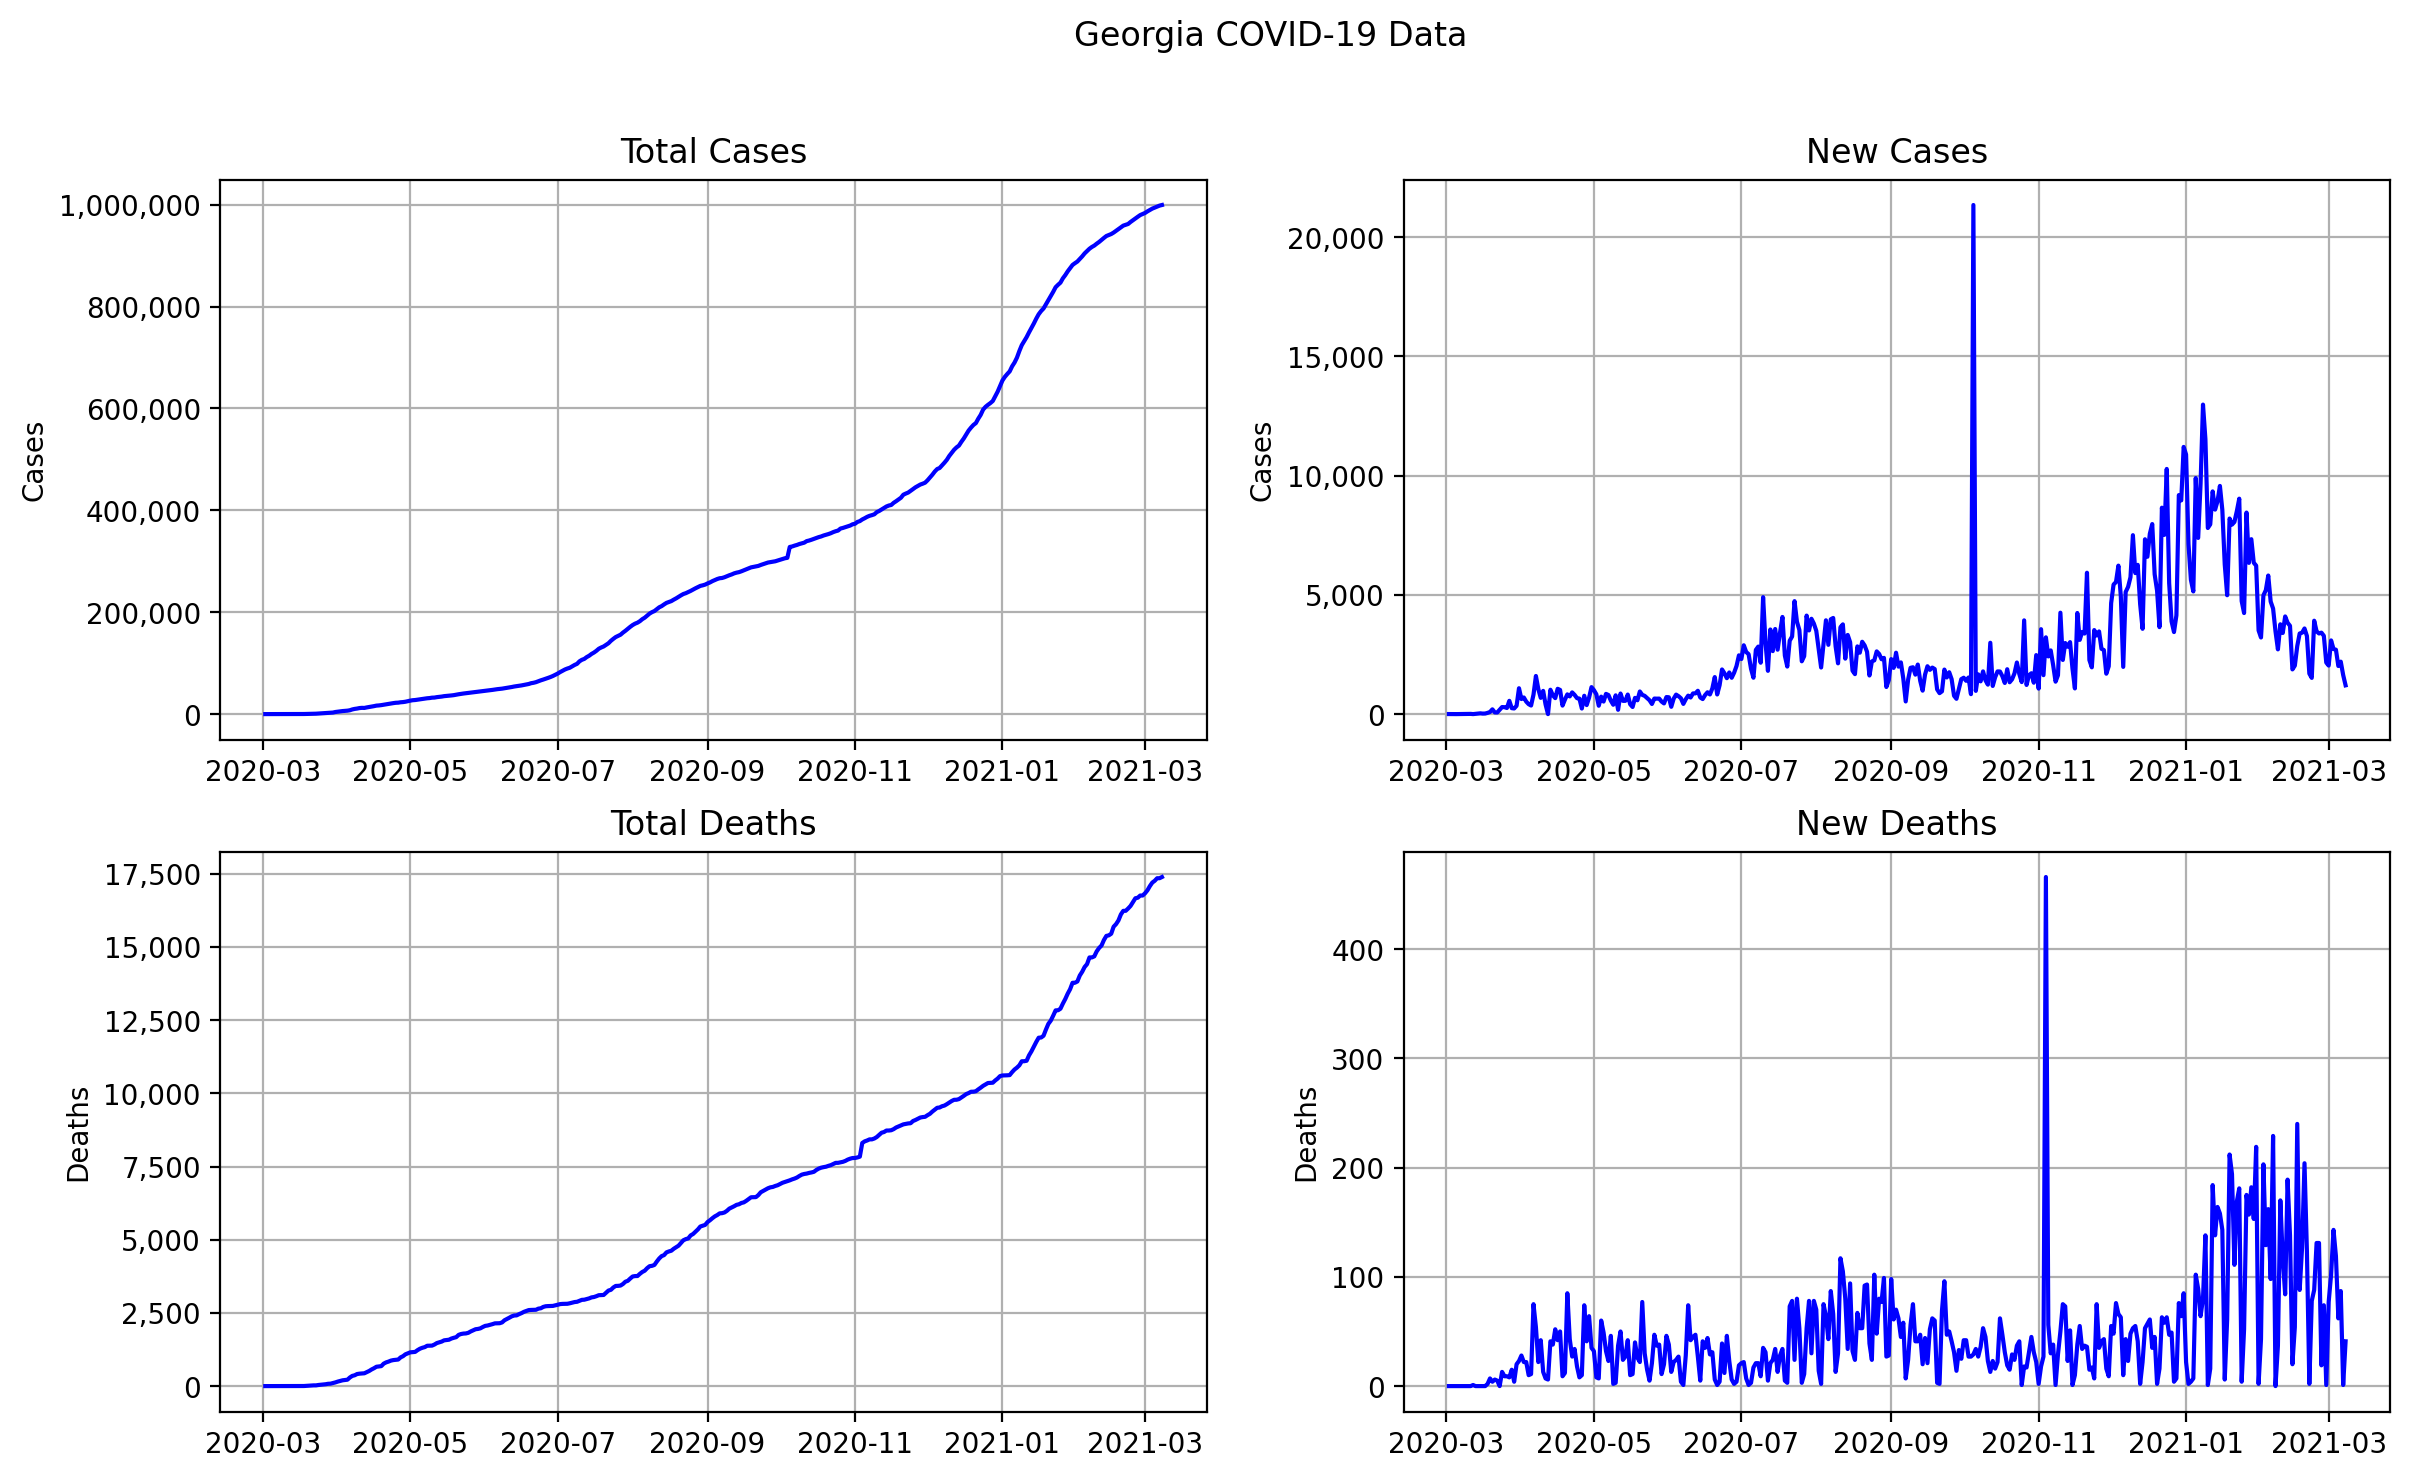 Georgia COVID-19 Data
Total Cases
Cases
1,000,000
800,000
600,000
400,000
200,000
0
2020-03 2020-05 2020-07 2020-09 2020-11 2021-01 2021-03
New Cases
Cases
20,000
15,000
10,000
5,000
0
2020-03 2020-05 2020-07 2020-09 2020-11 2021-01 2021-03
Total Deaths
Deaths
17,500
15,000
12,500
10,000
7,500
5,000
2,500
0
2020-03 2020-05 2020-07 2020-09 2020-11 2021-01 2021-03
New Deaths
Deaths
400
300
200
100
0
2020-03 2020-05 2020-07 2020-09 2020-11 2021-01 2021-03